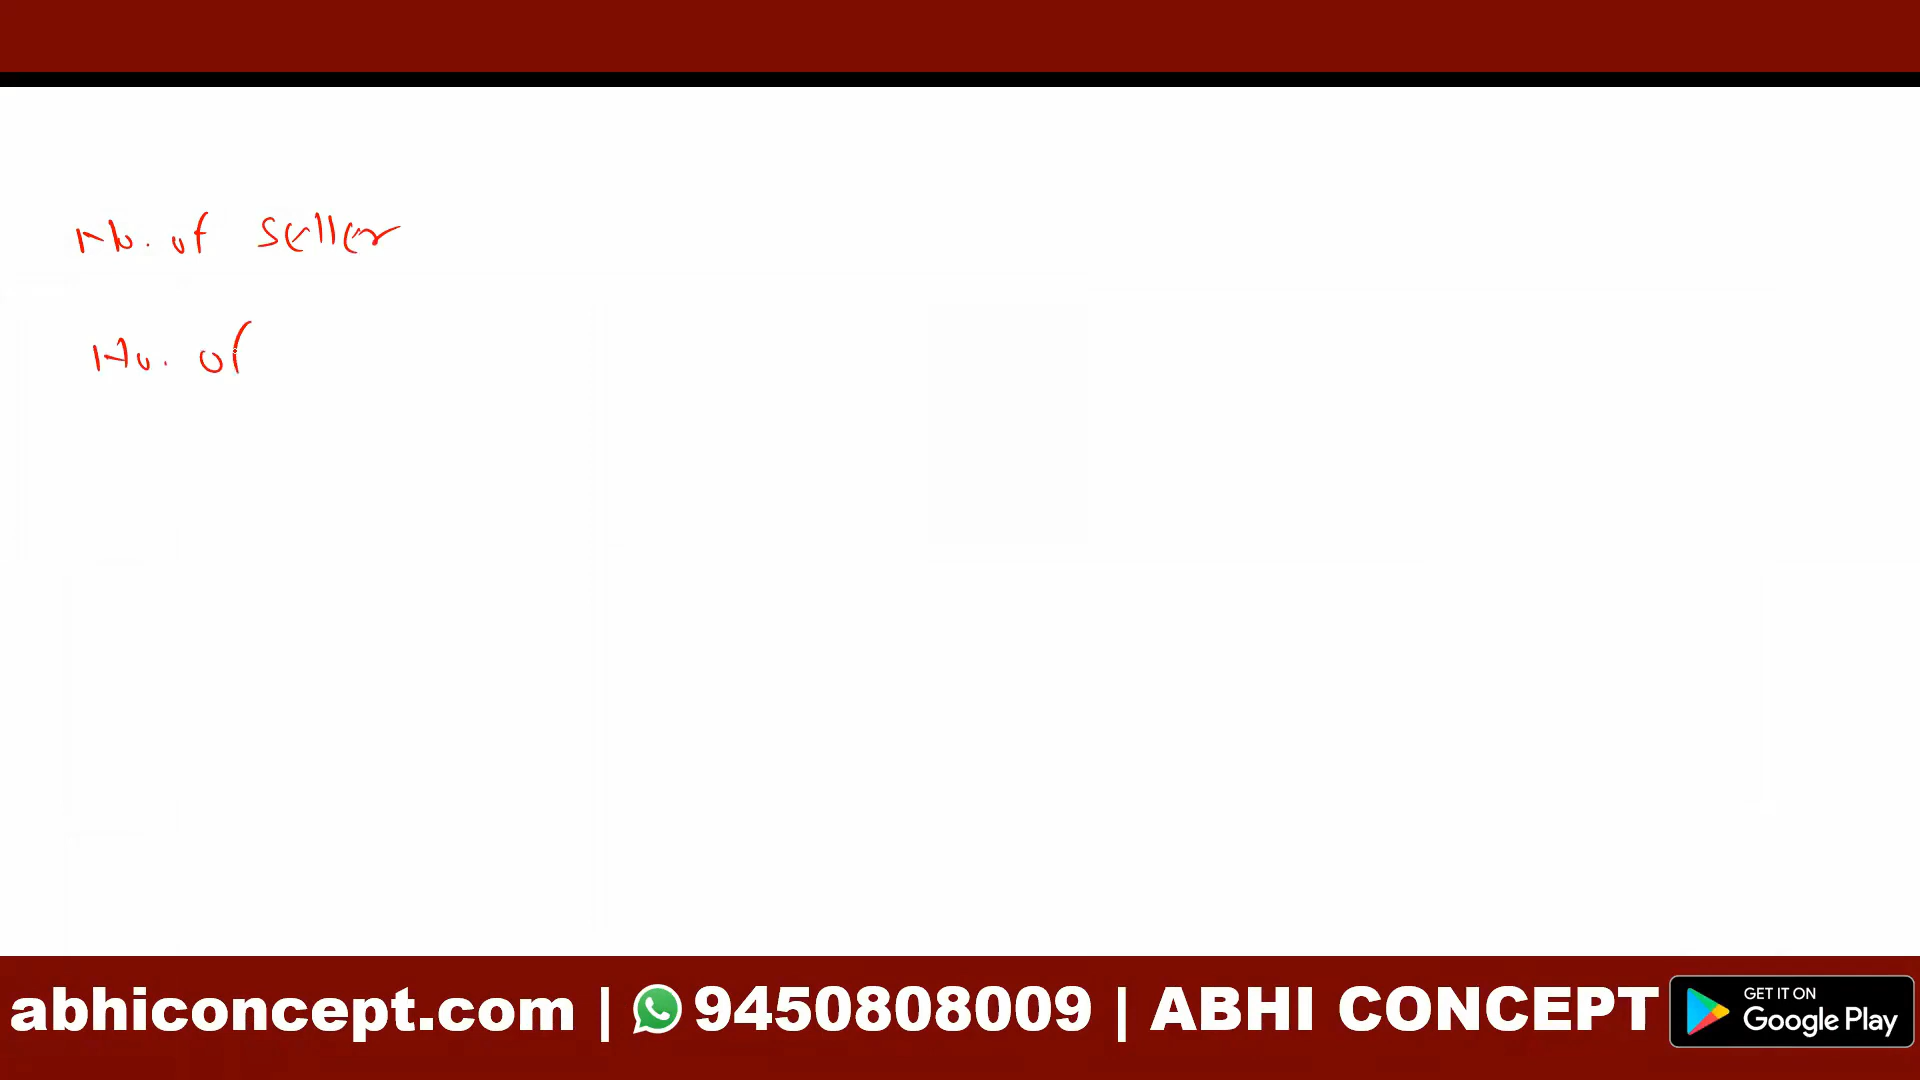 No. of seller
No. of
abhiconcept.com | 9450808009 | ABHI CONCEPT
GET IT ON
Google Play